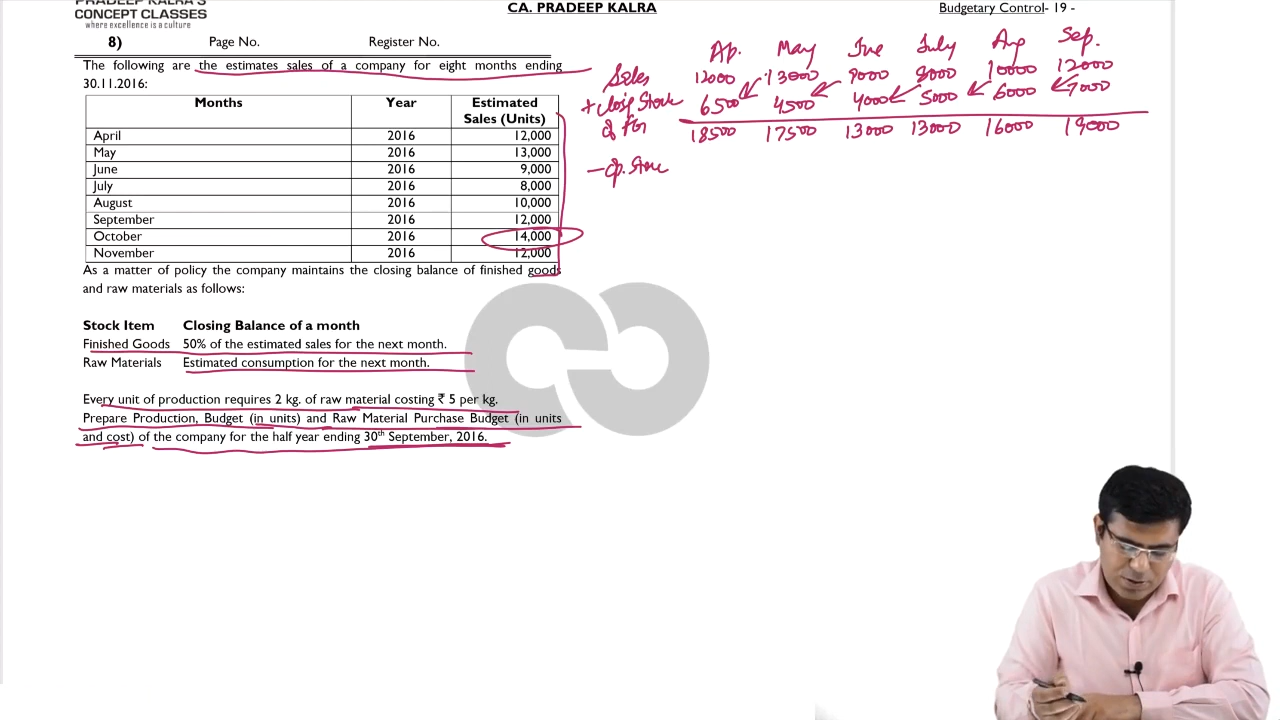 PRADEEP KALRA'S
CONCEPT CLASSES
where excellence is a culture
CA. PRADEEP KALRA
Budgetary Control- 19 -
8) Page No. Register No.
The following are the estimates sales of a company for eight months ending
30.11.2016:
Months Year Estimated Sales (Units)
April 2016 12,000
May 2016 13,000
June 2016 9,000
July 2016 8,000
August 2016 10,000
September 2016 12,000
October 2016 14,000
November 2016 12,000
As a matter of policy the company maintains the closing balance of finished goods
and raw materials as follows:
Stock Item Closing Balance of a month
Finished Goods 50% of the estimated sales for the next month.
Raw Materials Estimated consumption for the next month.
Every unit of production requires 2 kg. of raw material costing ₹ 5 per kg.
Prepare Production, Budget (in units) and Raw Material Purchase Budget (in units
and cost) of the company for the half year ending 30th September, 2016.
Ap. May June July Aug Sep.
Sales 12000 13000 9000 8000 10000 12000
+ Closing Stock 6500 4500 4000 5000 6000 7000
of FG 18500 17500 13000 13000 16000 19000
- Op. Stock